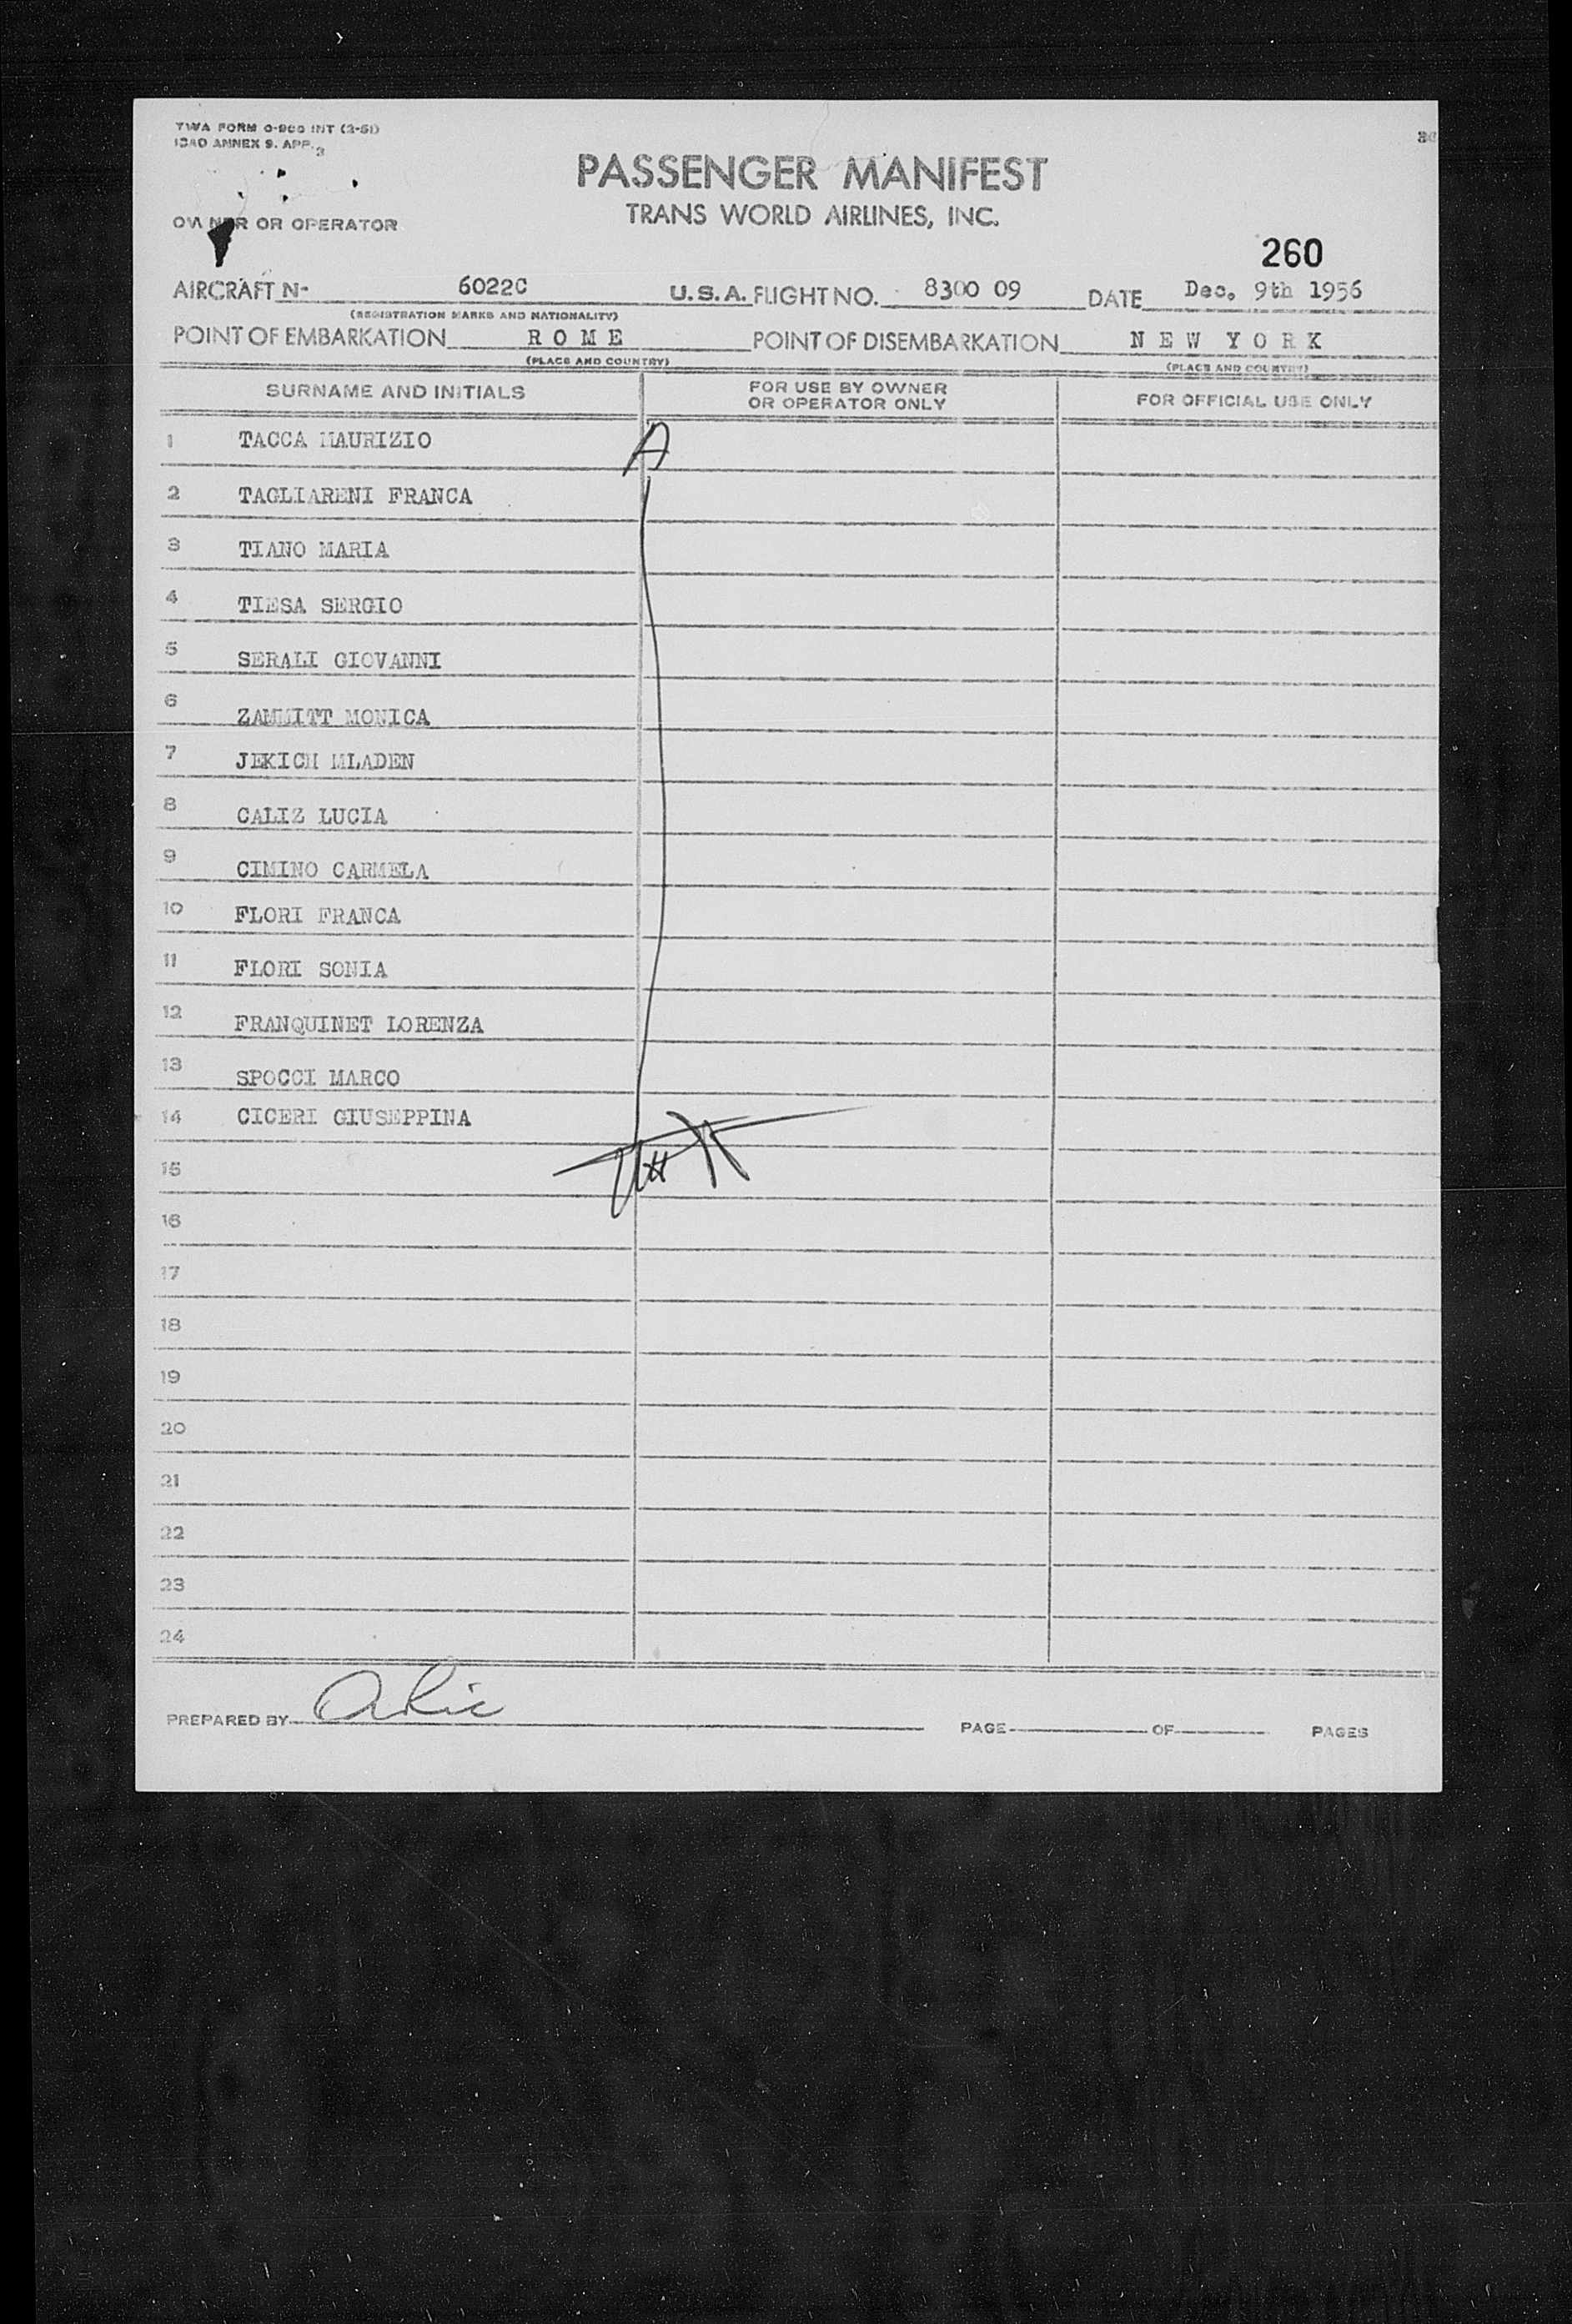 TWA FORM O-900 INT (2-51)
ICAO ANNEX 9. APP. 3
PASSENGER MANIFEST
TRANS WORLD AIRLINES, INC.
OWNER OR OPERATOR
260
AIRCRAFT Nº 6022C U.S.A. FLIGHT NO. 8300 09 DATE Dec. 9th 1956
(REGISTRATION MARKS AND NATIONALITY)
POINT OF EMBARKATION ROME POINT OF DISEMBARKATION NEW YORK
(PLACE AND COUNTRY) (PLACE AND COUNTRY)
SURNAME AND INITIALS FOR USE BY OWNER OR OPERATOR ONLY FOR OFFICIAL USE ONLY
1 TACCA MAURIZIO A
2 TAGLIARENI FRANCA
3 TIANO MARIA
4 TIESA SERGIO
5 SERALI GIOVANNI
6 ZAMMITT MONICA
7 JEKICH MLADEN
8 CALIZ LUCIA
9 CIMINO CARMELA
10 FLORI FRANCA
11 FLORI SONIA
12 FRANQUINET LORENZA
13 SPOCCI MARCO
14 CICERI GIUSEPPINA
15
16
17
18
19
20
21
22
23
24
PREPARED BY PAGE OF PAGES